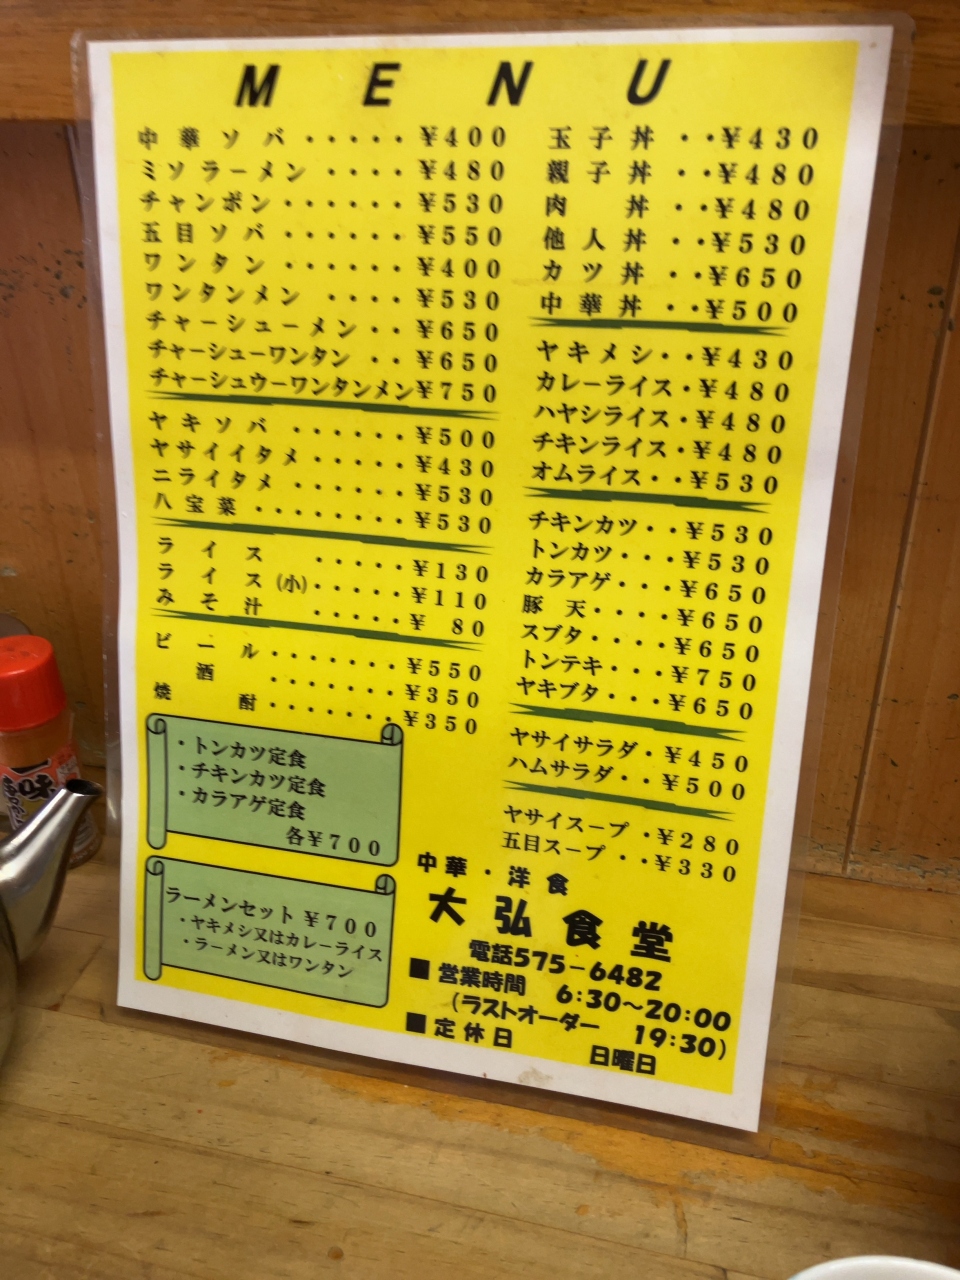 MENU
中華ソバ・・・・・¥400
ミソラーメン・・・・¥480
チャンポン・・・・・・¥530
五目ソバ・・・・・・¥550
ワンタン・・・・・・¥400
ワンタンメン・・・・¥530
チャーシューメン・・¥650
チャーシューワンタン・・¥650
チャーシュウーワンタンメン¥750
ヤキソバ・・・・・・¥500
ヤサイイタメ・・・・・¥430
ニライタメ・・・・・・¥530
八宝菜・・・・・・・・¥530
ライス・・・・・¥130
ライス(小)・・・・・¥110
みそ汁・・・・・¥80
ビール・・・・・・・¥550
酒・・・・・・・¥350
焼酎・・・・・・・¥350
・トンカツ定食
・チキンカツ定食
・カラアゲ定食
各¥700
ラーメンセット¥700
・ヤキメシ又はカレーライス
・ラーメン又はワンタン
玉子丼・・¥430
親子丼・・¥480
肉丼・・¥480
他人丼・・¥530
カツ丼・・¥650
中華丼・・¥500
ヤキメシ・・¥430
カレーライス・¥480
ハヤシライス・¥480
チキンライス・¥480
オムライス・・¥530
チキンカツ・・¥530
トンカツ・・・¥530
カラアゲ・・・¥650
豚天・・・・¥650
スブタ・・・・¥650
トンテキ・・・¥750
ヤキブタ・・・¥650
ヤサイサラダ・¥450
ハムサラダ・・¥500
ヤサイスープ・¥280
五目スープ・・¥330
中華・洋食
大弘食堂
電話575-6482
■営業時間 6:30～20:00
(ラストオーダー 19:30)
■定休日 日曜日
味